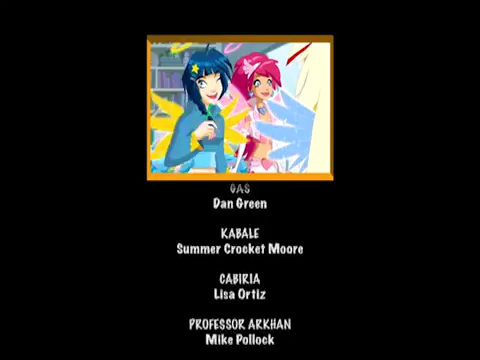 GAS
Dan Green
KABALE
Summer Crocket Moore
CABIRIA
Lisa Ortiz
PROFESSOR ARKHAN
Mike Pollock